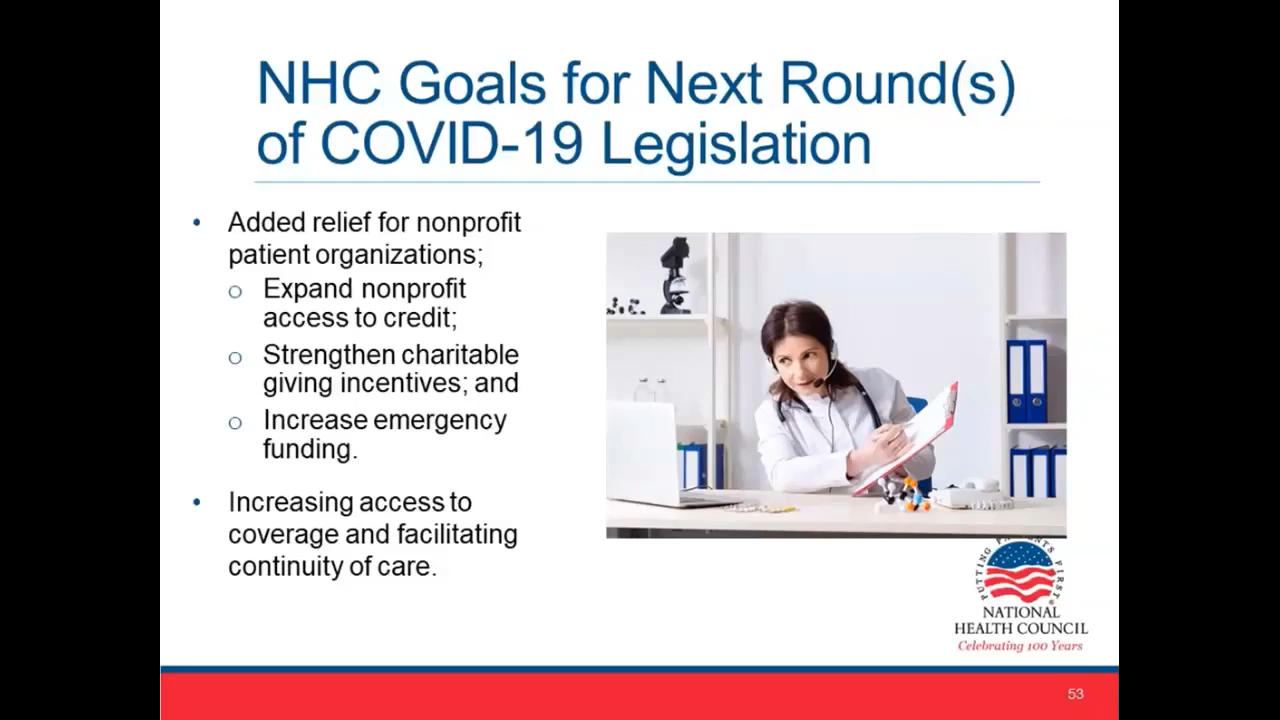 NHC Goals for Next Round(s)
of COVID-19 Legislation
• Added relief for nonprofit
patient organizations;
o Expand nonprofit
access to credit;
o Strengthen charitable
giving incentives; and
o Increase emergency
funding.
• Increasing access to
coverage and facilitating
continuity of care.
PUTTING PATIENTS FIRST
®
NATIONAL
HEALTH COUNCIL
Celebrating 100 Years
53